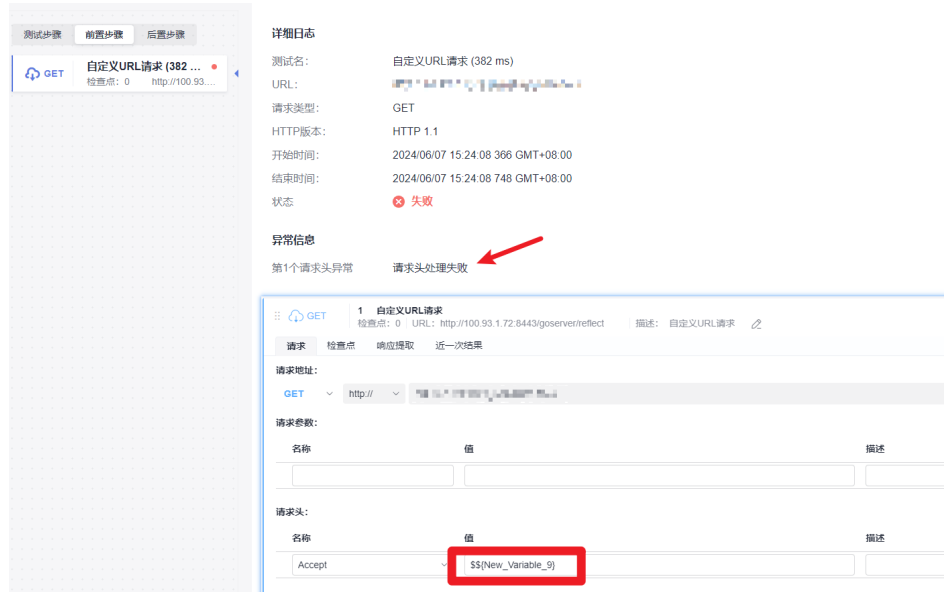 测试步骤 前置步骤 后置步骤
GET 自定义URL请求 (382 ...
检查点: 0 http://100.93....
详细日志
测试名: 自定义URL请求 (382 ms)
URL:
请求类型: GET
HTTP版本: HTTP 1.1
开始时间: 2024/06/07 15:24:08 366 GMT+08:00
结束时间: 2024/06/07 15:24:08 748 GMT+08:00
状态 失败
异常信息
第1个请求头异常 请求头处理失败
GET 1 自定义URL请求
检查点: 0 URL: http://100.93.1.72:8443/goserver/reflect 描述: 自定义URL请求
请求 检查点 响应提取 近一次结果
请求地址:
GET http://
请求参数:
名称 值 描述
请求头:
名称 值 描述
Accept $${New_Variable_9}